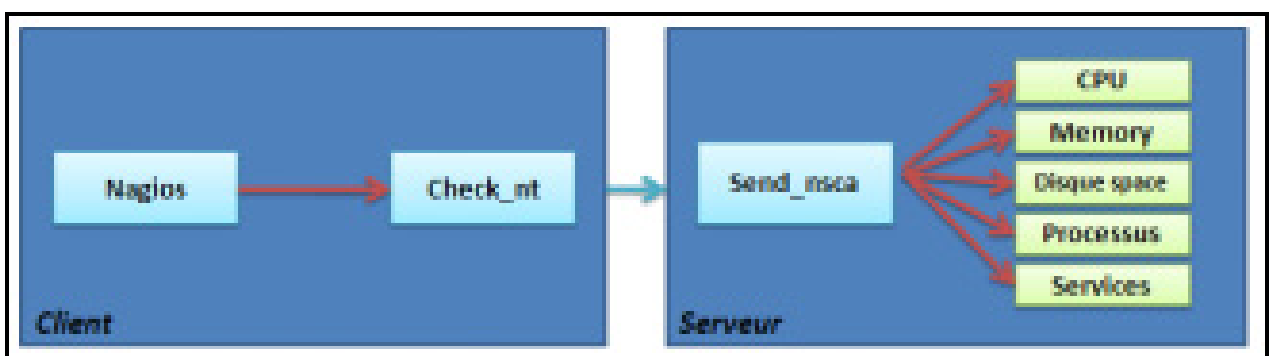 Nagios
Check_nt
Client
Send_nsca
CPU
Memory
Disque space
Processus
Services
Serveur